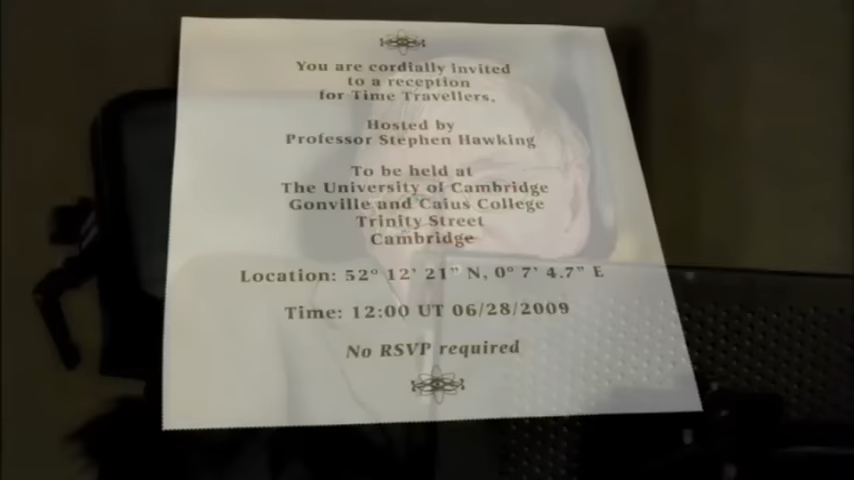 You are cordially invited
to a reception
for Time Travellers,
Hosted by
Professor Stephen Hawking
To be held at
The University of Cambridge
Gonville and Caius College
Trinity Street
Cambridge
Location: 52° 12' 21" N, 0° 7' 4.7" E
Time: 12:00 UT 06/28/2009
No RSVP required